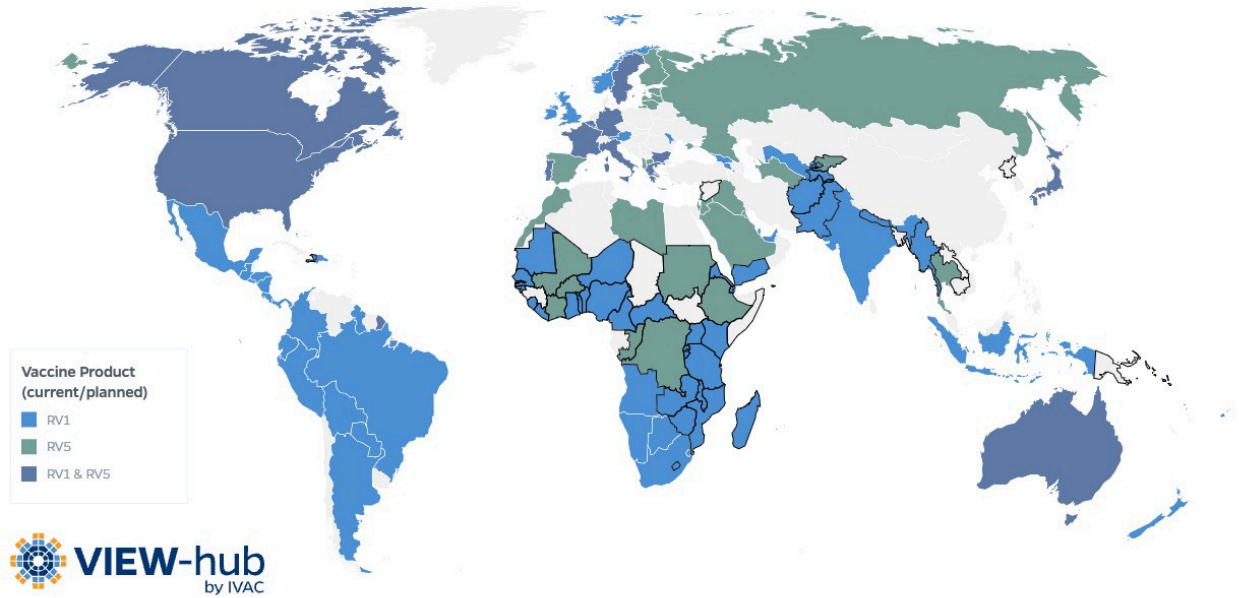 Vaccine Product
(current/planned)
RV1
RV5
RV1 & RV5
VIEW-hub
by IVAC